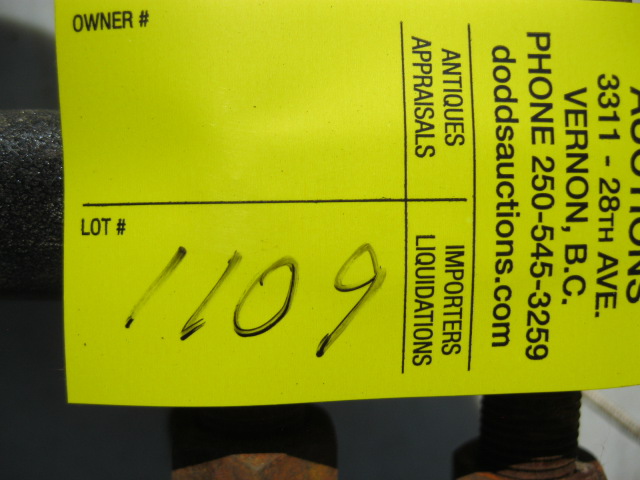 AUCTIONS
3311 - 28TH AVE.
VERNON, B.C.
PHONE 250-545-3259
doddsauctions.com
ANTIQUES
APPRAISALS
IMPORTERS
LIQUIDATIONS
OWNER #
LOT #
1109